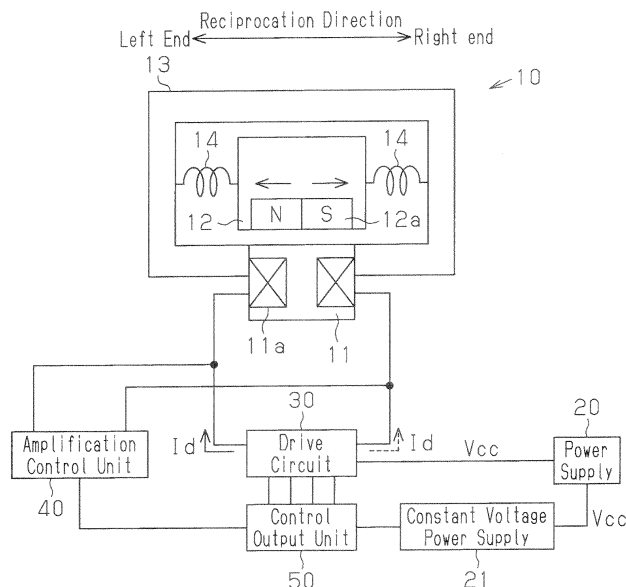 Reciprocation Direction
Left End
Right end
13
10
14
14
N
S
12
12a
11a
11
30
20
Id
Drive
Circuit
Id
Vcc
Power
Supply
Amplification
Control Unit
40
Vcc
Control
Output Unit
Constant Voltage
Power Supply
50
21